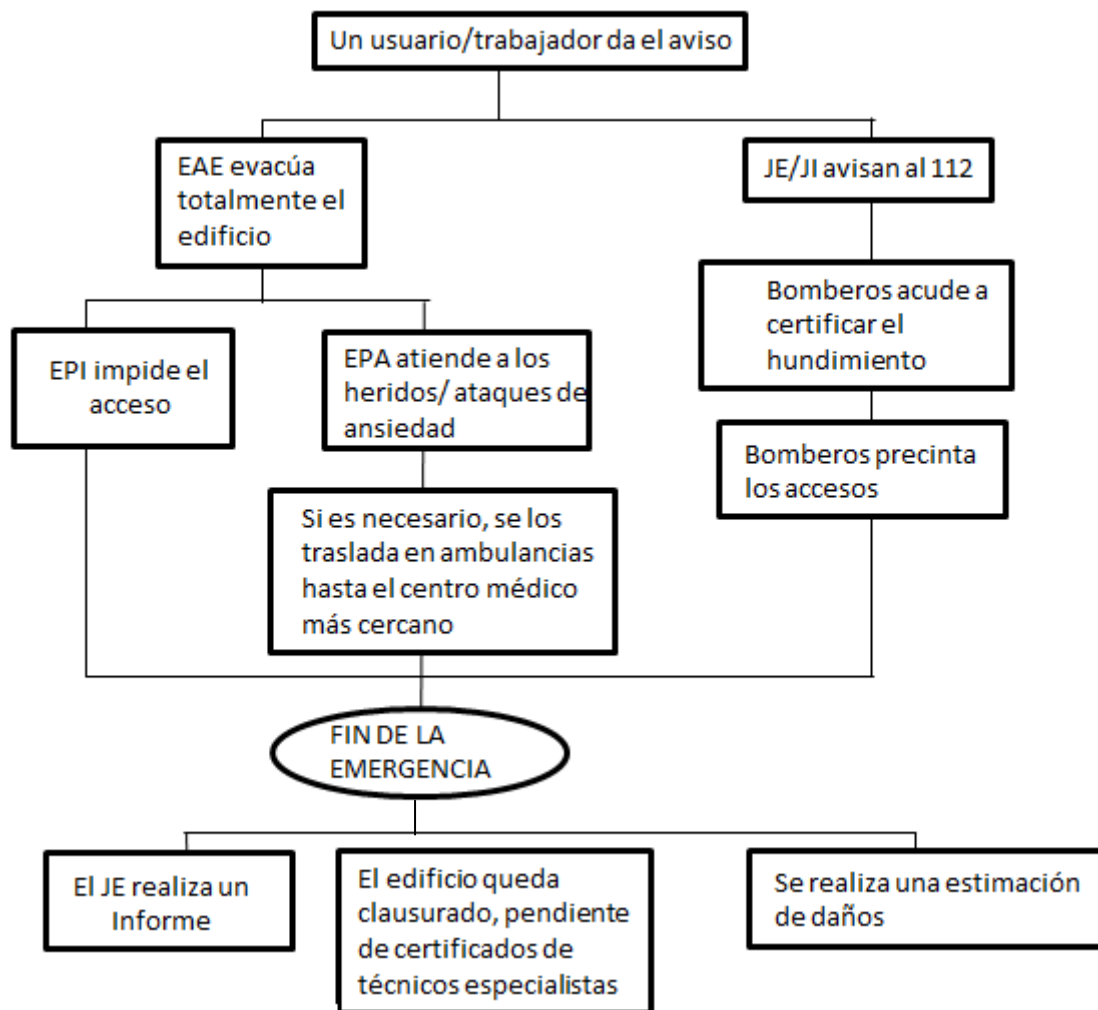 Un usuario/trabajador da el aviso
EAE evacúa
totalmente el
edificio
JE/JI avisan al 112
Bomberos acude a
certificar el
hundimiento
EPI impide el
acceso
EPA atiende a los
heridos/ ataques de
ansiedad
Bomberos precinta
los accesos
Si es necesario, se los
traslada en ambulancias
hasta el centro médico
más cercano
FIN DE LA
EMERGENCIA
El JE realiza un
Informe
El edificio queda
clausurado, pendiente
de certificados de
técnicos especialistas
Se realiza una estimación
de daños